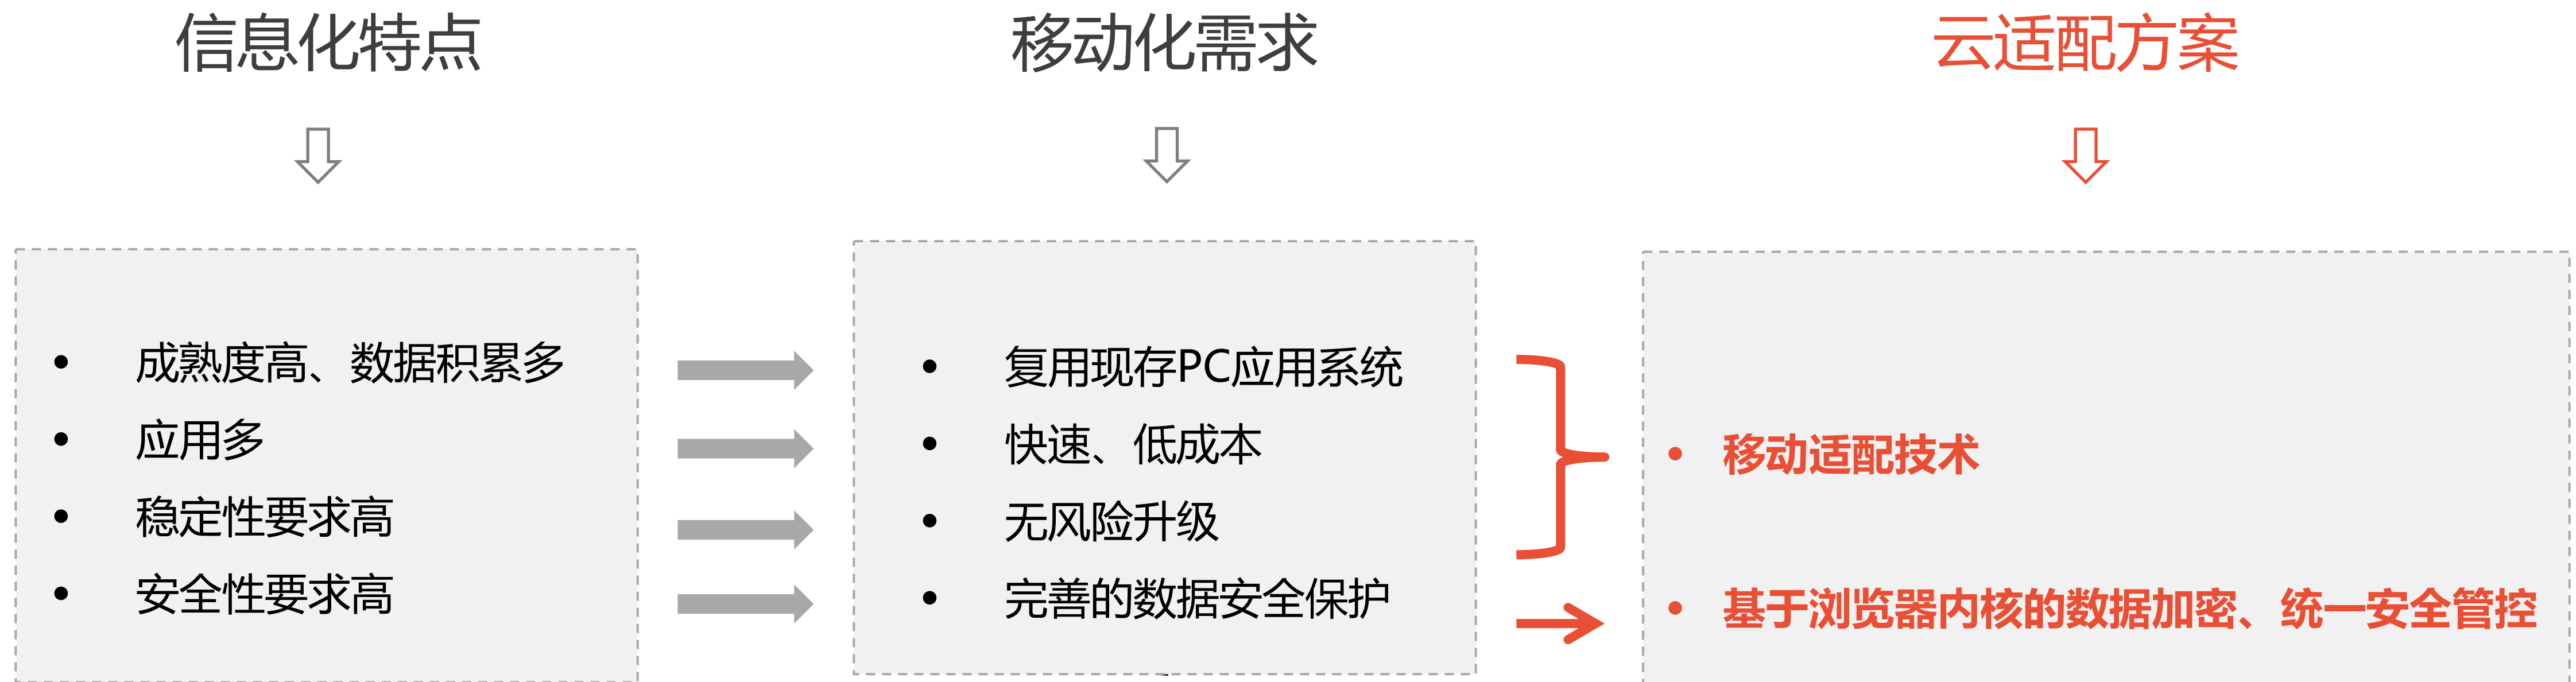 信息化特点
移动化需求
云适配方案
• 成熟度高、数据积累多
• 应用多
• 稳定性要求高
• 安全性要求高
• 复用现存PC应用系统
• 快速、低成本
• 无风险升级
• 完善的数据安全保护
• 移动适配技术
• 基于浏览器内核的数据加密、统一安全管控